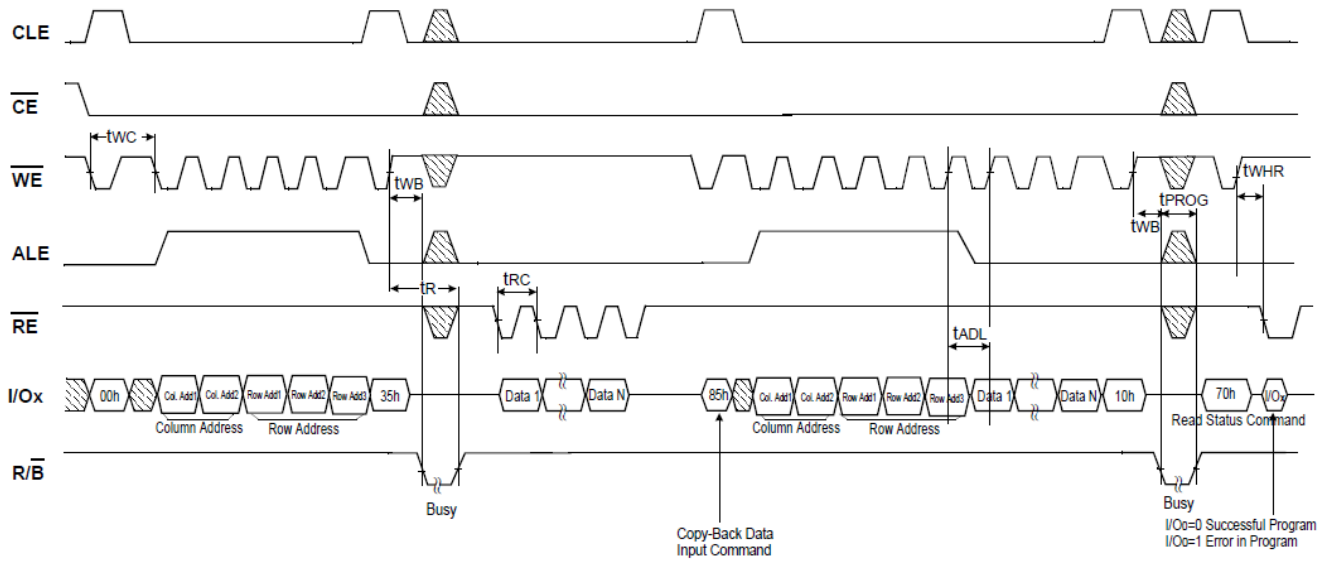 CLE
CE
tWC
WE
tWB
tWHR
tPROG
tWB
ALE
tR
tRC
RE
tADL
I/Ox
00h
Col. Add1
Col. Add2
Row Add1
Row Add2
Row Add3
35h
Data 1
Data N
85h
Col. Add1
Col. Add2
Row Add1
Row Add2
Row Add3
Data 1
Data N
10h
70h
I/Ox
Column Address
Row Address
Column Address
Row Address
Read Status Command
R/B
Busy
Busy
Copy-Back Data
Input Command
I/O0=0 Successful Program
I/O0=1 Error in Program